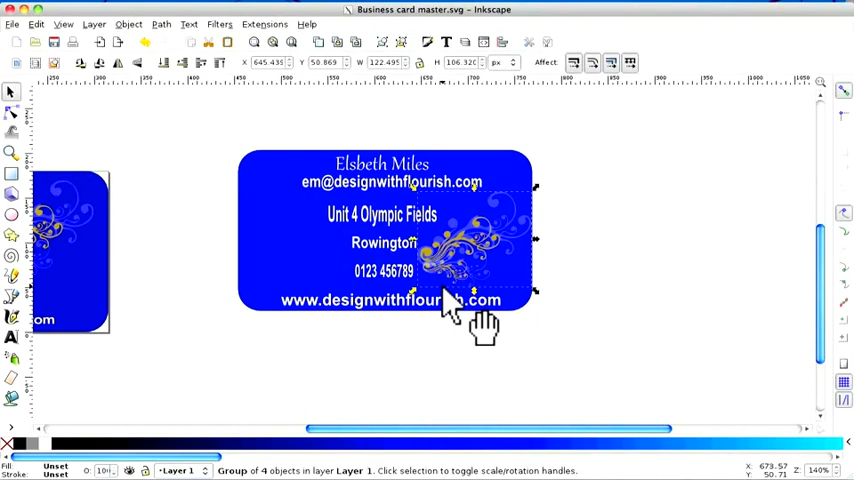 Business card master.svg - Inkscape
File Edit View Layer Object Path Text Filters Extensions Help
X 645.439 Y 50.869 W 122.495 H 106.320 px Affect:
Elsbeth Miles
em@designwithflourish.com
Unit 4 Olympic Fields
Rowington
0123 456789
www.designwithflourish.com
om
Fill: Unset
Stroke: Unset
O: 100 Layer 1 Group of 4 objects in layer Layer 1. Click selection to toggle scale/rotation handles.
X: 673.57
Y: 50.71
Z: 140%